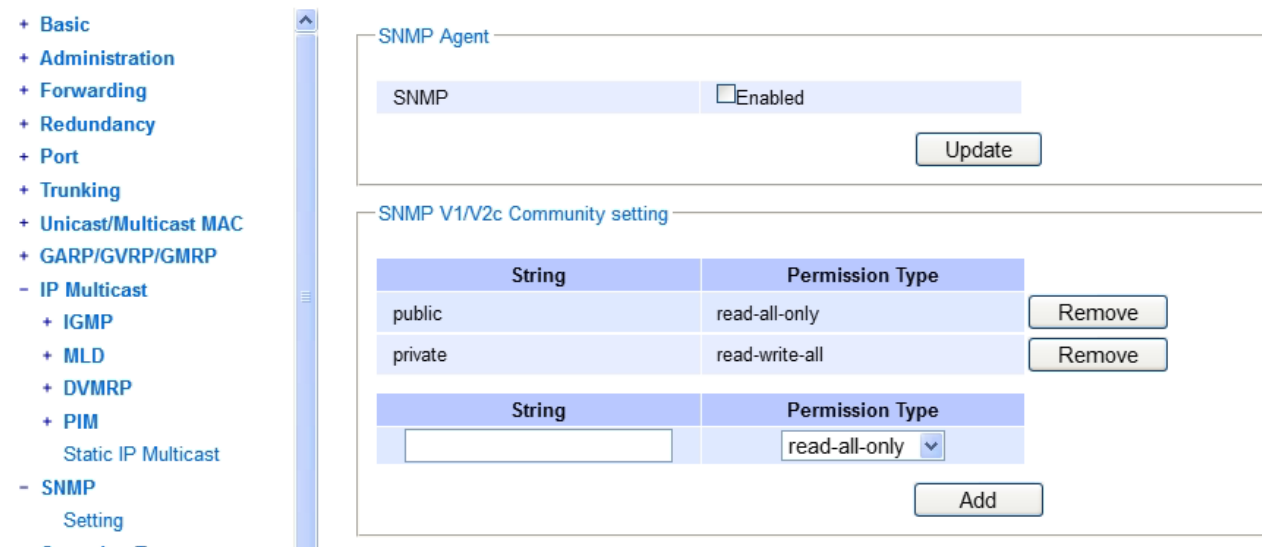 + Basic
+ Administration
+ Forwarding
+ Redundancy
+ Port
+ Trunking
+ Unicast/Multicast MAC
+ GARP/GVRP/GMRP
- IP Multicast
+ IGMP
+ MLD
+ DVMRP
+ PIM
Static IP Multicast
- SNMP
Setting
SNMP Agent
SNMP Enabled
Update
SNMP V1/V2c Community setting
String Permission Type
public read-all-only Remove
private read-write-all Remove
String Permission Type
read-all-only
Add